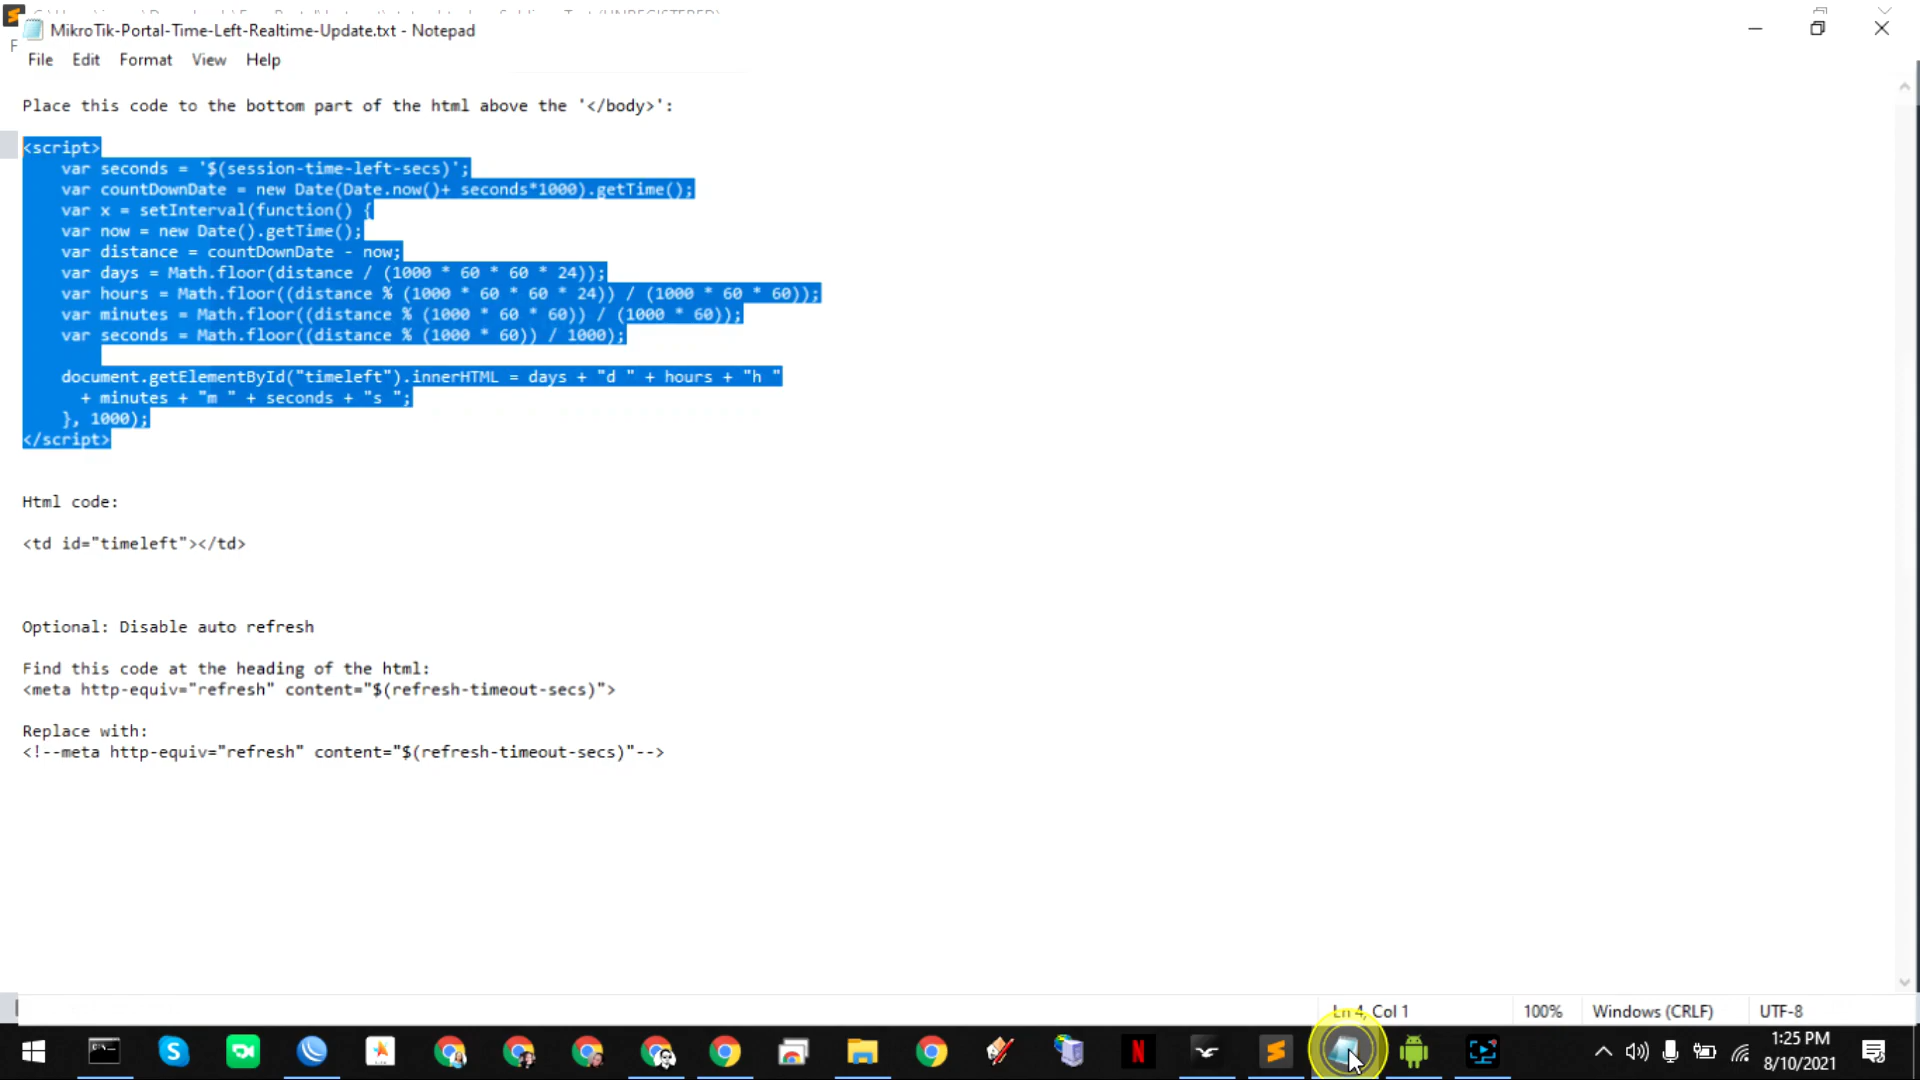 MikroTik-Portal-Time-Left-Realtime-Update.txt - Notepad
File Edit Format View Help
Place this code to the bottom part of the html above the '</body>':
<script>
var seconds = '$(session-time-left-secs)';
var countDownDate = new Date(Date.now()+ seconds*1000).getTime();
var x = setInterval(function() {
var now = new Date().getTime();
var distance = countDownDate - now;
var days = Math.floor(distance / (1000 * 60 * 60 * 24));
var hours = Math.floor((distance % (1000 * 60 * 60 * 24)) / (1000 * 60 * 60));
var minutes = Math.floor((distance % (1000 * 60 * 60)) / (1000 * 60));
var seconds = Math.floor((distance % (1000 * 60)) / 1000);
document.getElementById("timeleft").innerHTML = days + "d " + hours + "h "
+ minutes + "m " + seconds + "s ";
}, 1000);
</script>
Html code:
<td id="timeleft"></td>
Optional: Disable auto refresh
Find this code at the heading of the html:
<meta http-equiv="refresh" content="$(refresh-timeout-secs)">
Replace with:
<!--meta http-equiv="refresh" content="$(refresh-timeout-secs)"-->
Ln 4, Col 1 100% Windows (CRLF) UTF-8
1:25 PM
8/10/2021